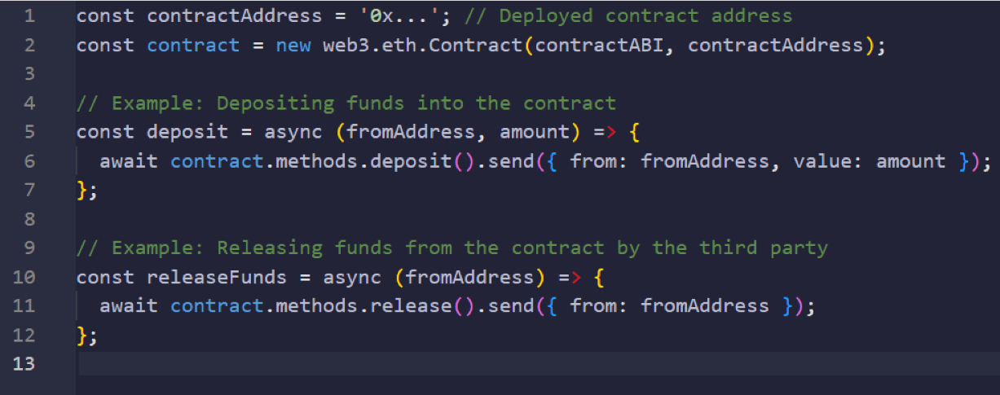 1 const contractAddress = '0x...'; // Deployed contract address
2 const contract = new web3.eth.Contract(contractABI, contractAddress);
3
4 // Example: Depositing funds into the contract
5 const deposit = async (fromAddress, amount) => {
6   await contract.methods.deposit().send({ from: fromAddress, value: amount });
7 };
8
9 // Example: Releasing funds from the contract by the third party
10 const releaseFunds = async (fromAddress) => {
11   await contract.methods.release().send({ from: fromAddress });
12 };
13